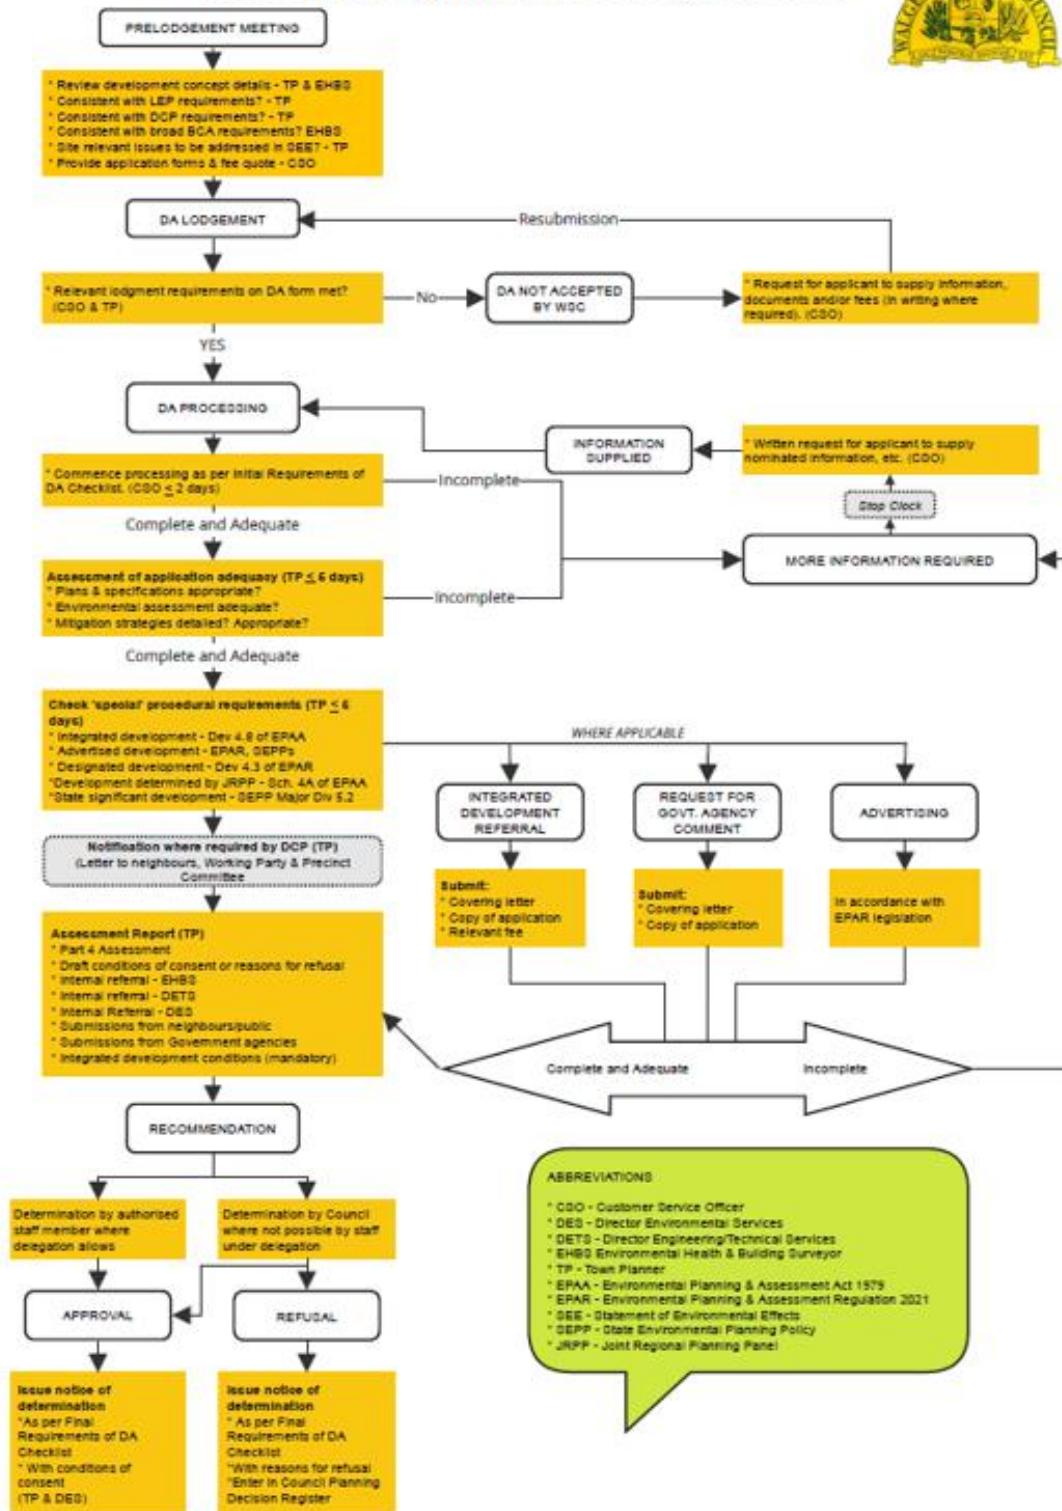 PRELODGEMENT MEETING
* Review development concept details - TP & EHBS
* Consistent with LEP requirements? - TP
* Consistent with DCP requirements? - TP
* Consistent with broad BCA requirements? EHBS
* Site relevant issues to be addressed in SEE? - TP
* Provide application forms & fee quote - CSO
DA LODGEMENT
Resubmission
* Relevant lodgment requirements on DA form met?
(CSO & TP)
No
DA NOT ACCEPTED
BY WSC
* Request for applicant to supply information,
documents and/or fees (in writing where
required). (CSO)
YES
DA PROCESSING
INFORMATION
SUPPLIED
* Written request for applicant to supply
nominated information, etc. (CDO)
* Commence processing as per Initial Requirements of
DA Checklist. (CSO ≤ 2 days)
Incomplete
Stop Clock
Complete and Adequate
MORE INFORMATION REQUIRED
Assessment of application adequacy (TP ≤ 6 days)
* Plans & specifications appropriate?
* Environmental assessment adequate?
* Mitigation strategies detailed? Appropriate?
Incomplete
Complete and Adequate
Check 'special' procedural requirements (TP ≤ 6
days)
* Integrated development - Dev 4.8 of EPAA
* Advertised development - EPAR, SEPPs
* Designated development - Dev 4.3 of EPAR
*Development determined by JRPP - Sch. 4A of EPAA
*State significant development - SEPP Major Div 5.2
WHERE APPLICABLE
INTEGRATED
DEVELOPMENT
REFERRAL
REQUEST FOR
GOVT. AGENCY
COMMENT
ADVERTISING
Notification where required by DCP (TP)
(Letter to neighbours, Working Party & Precinct
Committee
Submit:
* Covering letter
* Copy of application
* Relevant fee
Submit:
* Covering letter
* Copy of application
In accordance with
EPAR legislation
Assessment Report (TP)
* Part 4 Assessment
* Draft conditions of consent or reasons for refusal
* Internal referral - EHBS
* Internal referral - DETS
* Internal Referral - DES
* Submissions from neighbours/public
* Submissions from Government agencies
* Integrated development conditions (mandatory)
Complete and Adequate
Incomplete
RECOMMENDATION
Determination by authorised
staff member where
delegation allows
Determination by Council
where not possible by staff
under delegation
APPROVAL
REFUSAL
Issue notice of
determination
*As per Final
Requirements of DA
Checklist
* With conditions of
consent
(TP & DES)
Issue notice of
determination
* As per Final
Requirements of DA
Checklist
*With reasons for refusal
*Enter in Council Planning
Decision Register
ABBREVIATIONS
* CSO - Customer Service Officer
* DES - Director Environmental Services
* DETS - Director Engineering/Technical Services
* EHBS Environmental Health & Building Surveyor
* TP - Town Planner
* EPAA - Environmental Planning & Assessment Act 1979
* EPAR - Environmental Planning & Assessment Regulation 2021
* SEE - Statement of Environmental Effects
* SEPP - State Environmental Planning Policy
* JRPP - Joint Regional Planning Panel